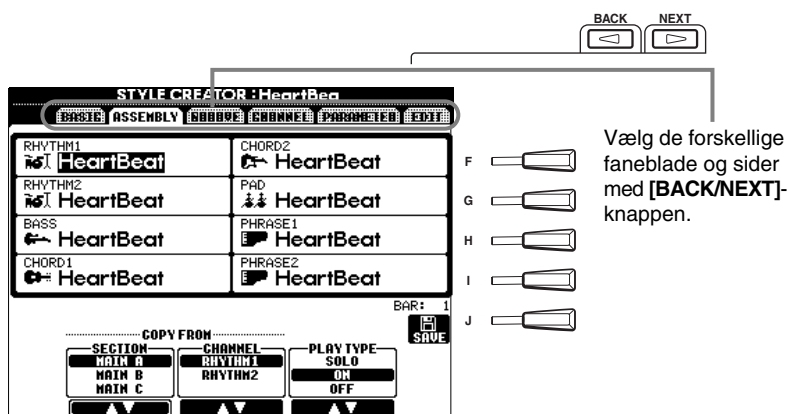 BACK NEXT
STYLE CREATOR : HeartBea
BASIC ASSEMBLY GROOVE CHANNEL PARAMETER EDIT
RHYTHM1
HeartBeat
CHORD2
HeartBeat
RHYTHM2
HeartBeat
PAD
HeartBeat
BASS
HeartBeat
PHRASE1
HeartBeat
CHORD1
HeartBeat
PHRASE2
HeartBeat
BAR: 1
SAVE
COPY FROM
SECTION
MAIN A
MAIN B
MAIN C
CHANNEL
RHYTHM1
RHYTHM2
PLAY TYPE
SOLO
ON
OFF
F
G
H
I
J
Vælg de forskellige
faneblade og sider
med [BACK/NEXT]-
knappen.